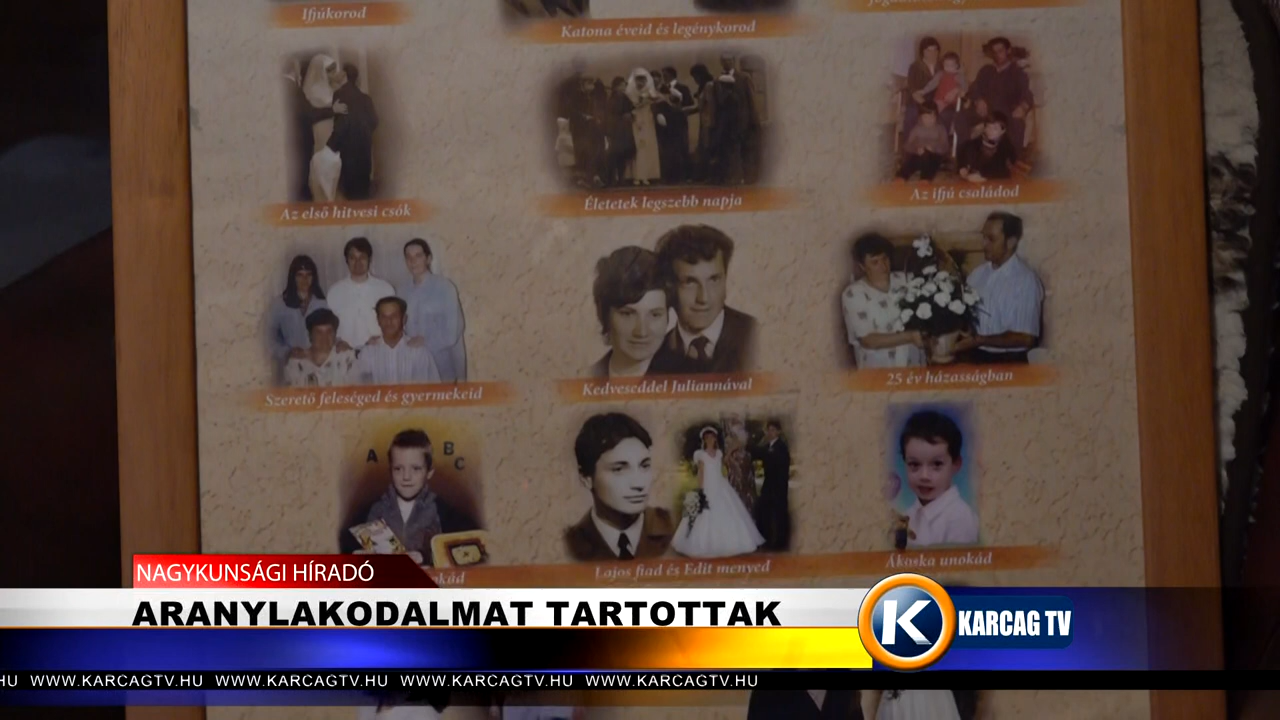 Ifjúkorod
Katona éveid és legénykorod
Az első hitvesi csók
Életetek legszebb napja
Az ifjú családod
Szerető feleséged és gyermekeid
Kedveseddel Juliannával
25 év házasságban
A B C
Lajos fiad és Edit menyed
Ákoska unokád
NAGYKUNSÁGI HÍRADÓ
ARANYLAKODALMAT TARTOTTAK
K KARCAG TV
HU WWW.KARCAGTV.HU WWW.KARCAGTV.HU WWW.KARCAGTV.HU WWW.KARCAGTV.HU